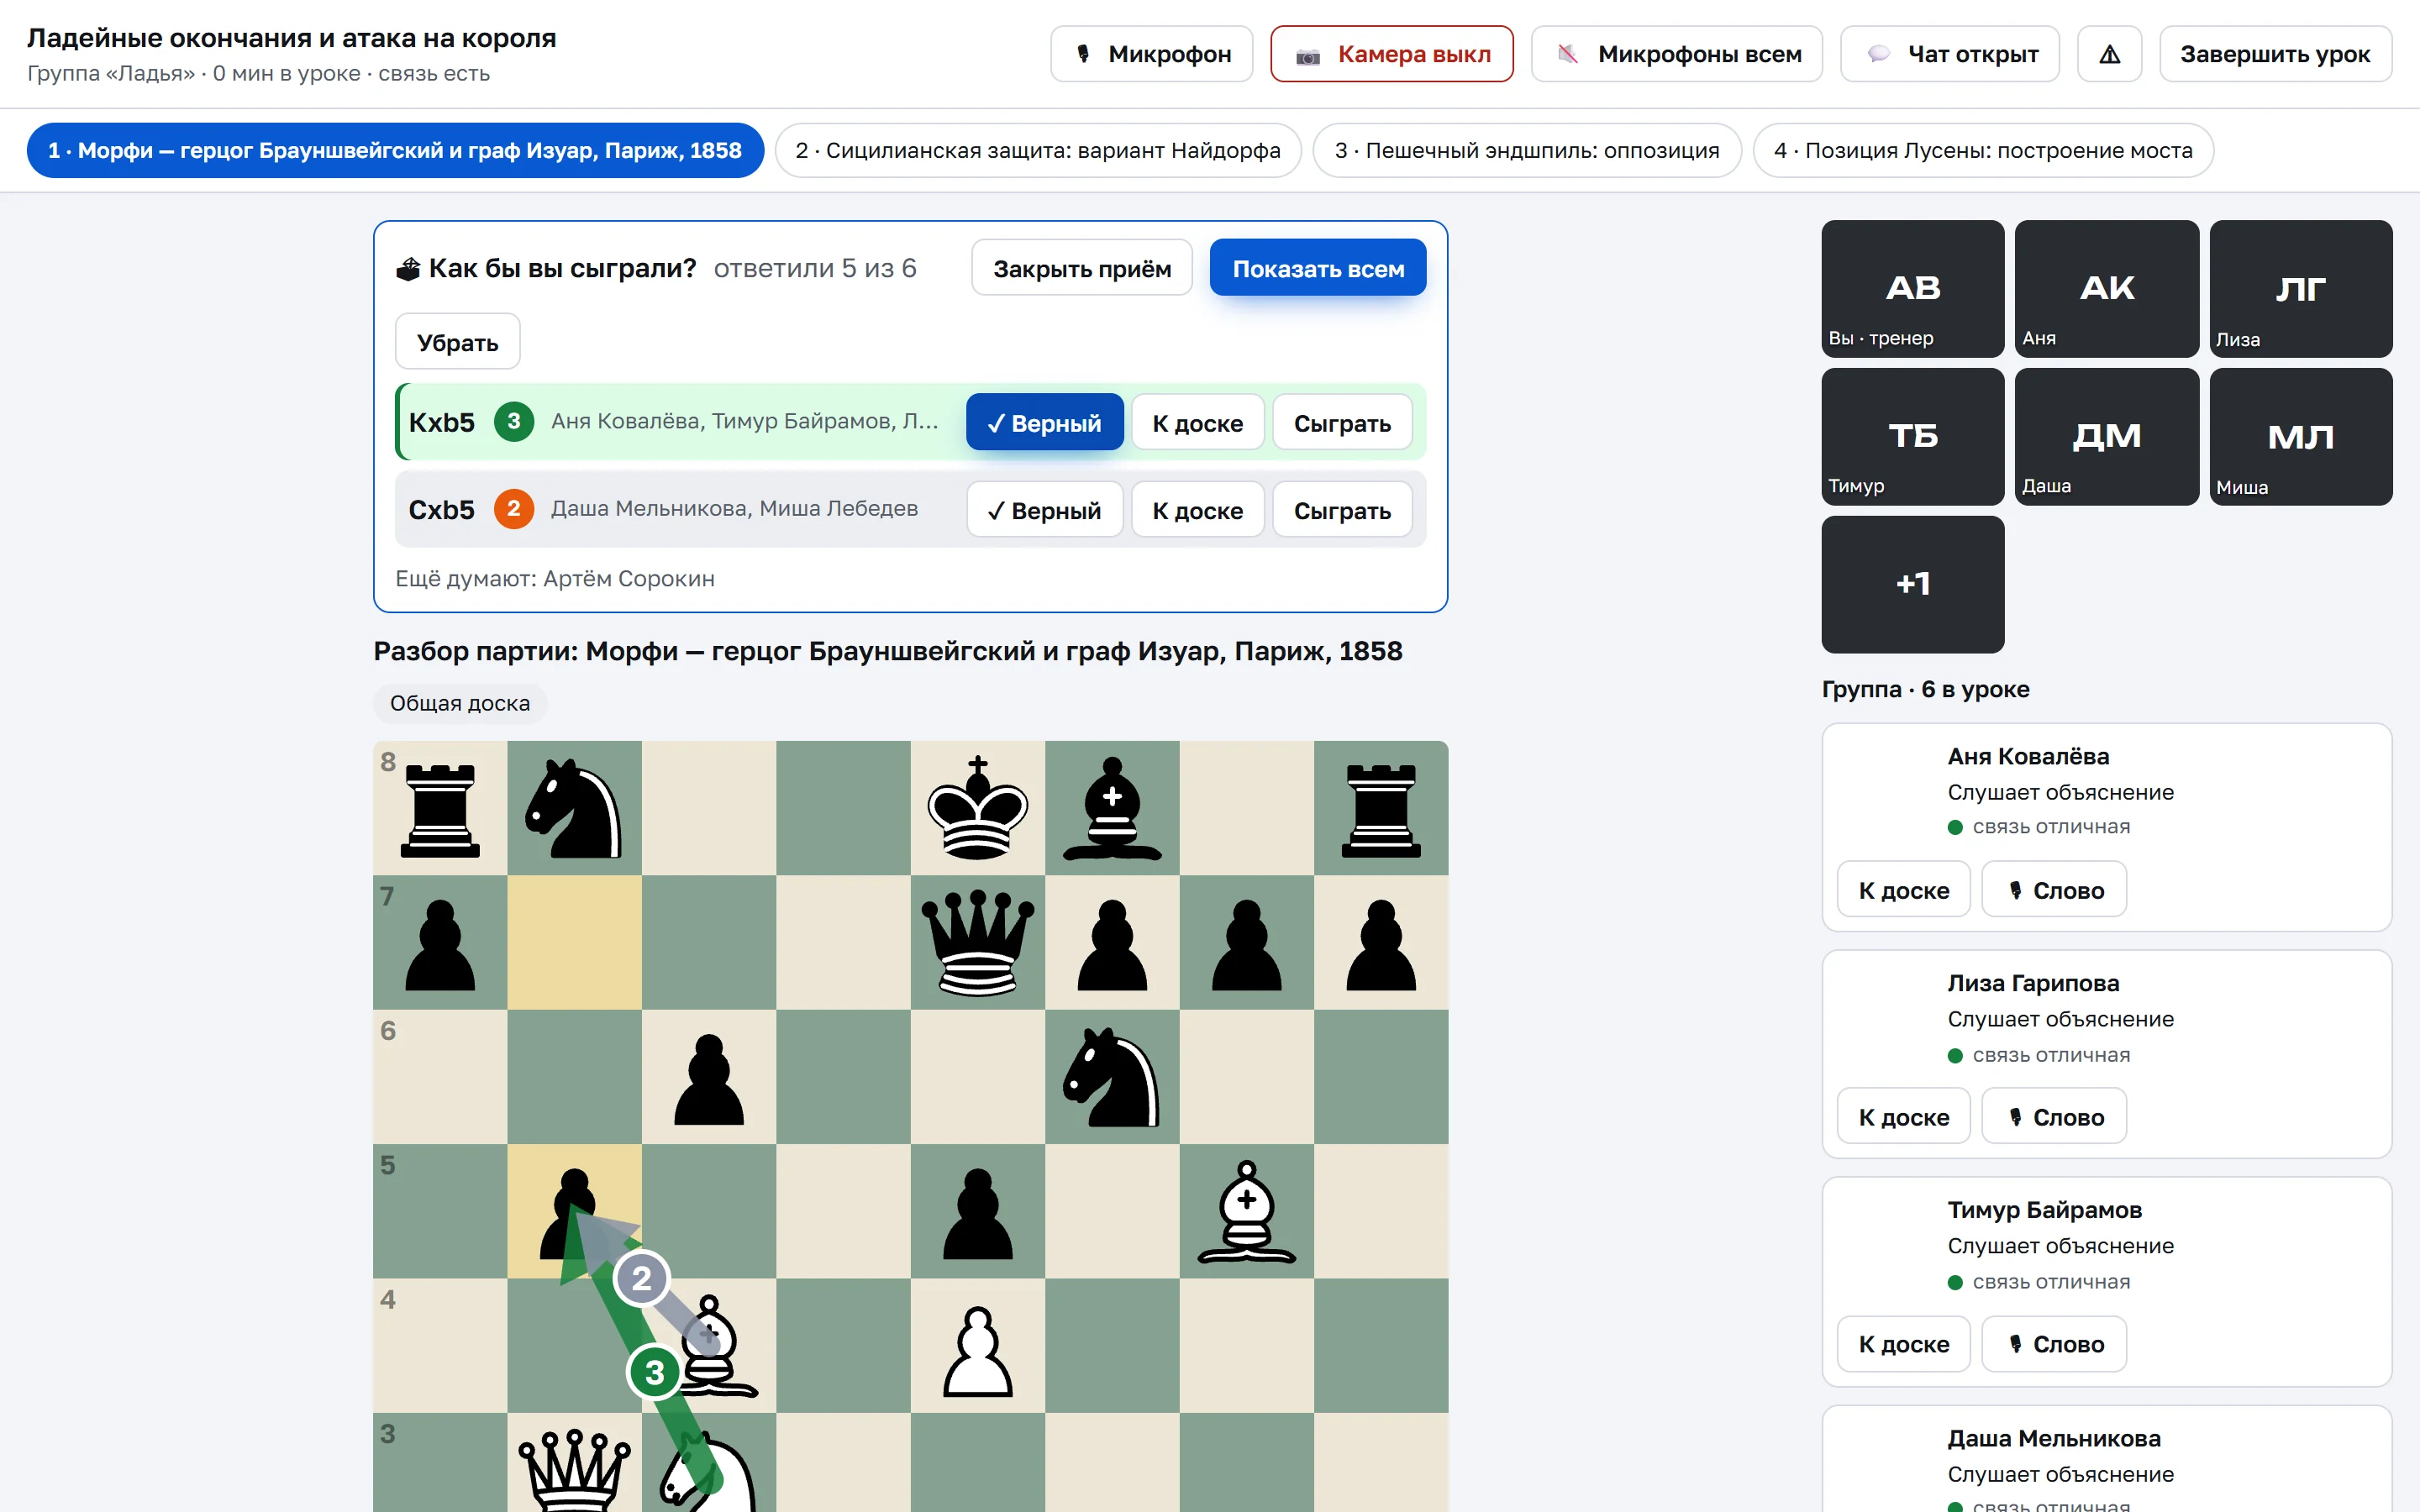 Ладейные окончания и атака на короля
Группа «Ладья» · 0 мин в уроке · связь есть
Микрофон
Камера выкл
Микрофоны всем
Чат открыт
Завершить урок
1 · Морфи — герцог Брауншвейгский и граф Изуар, Париж, 1858
2 · Сицилианская защита: вариант Найдорфа
3 · Пешечный эндшпиль: оппозиция
4 · Позиция Лусены: построение моста
Как бы вы сыграли? ответили 5 из 6
Закрыть приём
Показать всем
Убрать
Кxb5 3 Аня Ковалёва, Тимур Байрамов, Л… ✓ Верный К доске Сыграть
Сxb5 2 Даша Мельникова, Миша Лебедев ✓ Верный К доске Сыграть
Ещё думают: Артём Сорокин
Разбор партии: Морфи — герцог Брауншвейгский и граф Изуар, Париж, 1858
Общая доска
8
7
6
5
4
3
2
3
АВ
Вы · тренер
АК
Аня
ЛГ
Лиза
ТБ
Тимур
ДМ
Даша
МЛ
Миша
+1
Группа · 6 в уроке
Аня Ковалёва
Слушает объяснение
связь отличная
К доске Слово
Лиза Гарипова
Слушает объяснение
связь отличная
К доске Слово
Тимур Байрамов
Слушает объяснение
связь отличная
К доске Слово
Даша Мельникова
Слушает объяснение
связь отличная